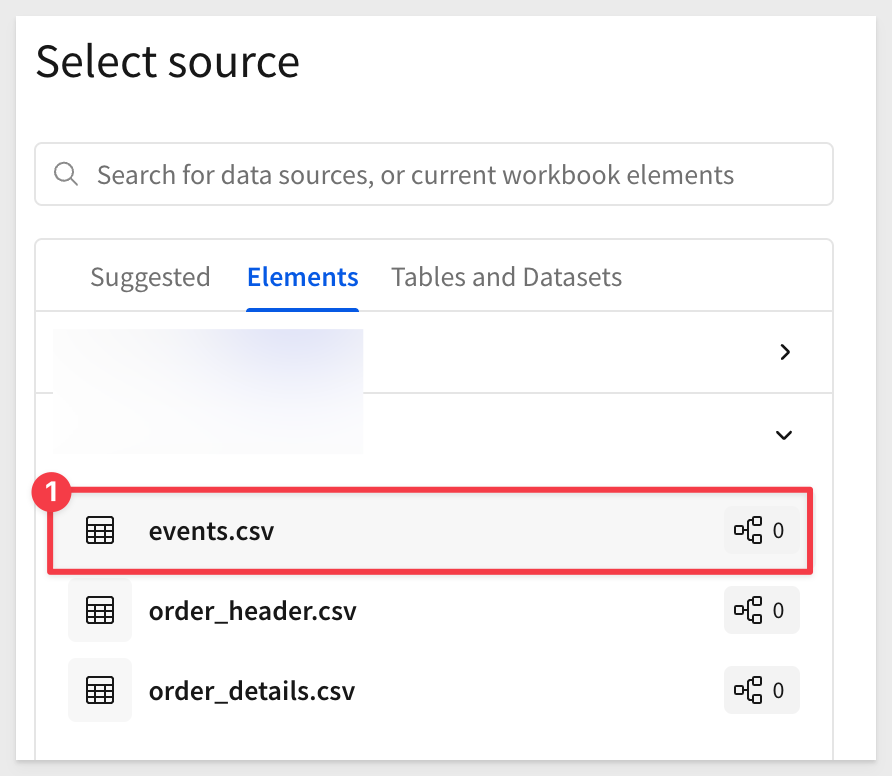 Select source
Search for data sources, or current workbook elements
Suggested Elements Tables and Datasets
1
events.csv 0
order_header.csv 0
order_details.csv 0